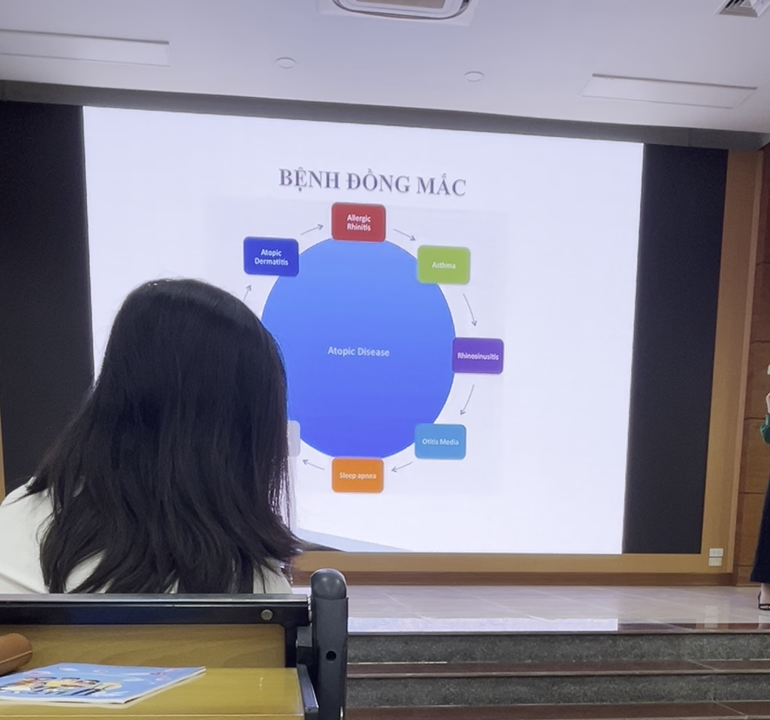 BỆNH ĐỒNG MẮC
Allergic
Rhinitis
Atopic
Dermatitis
Asthma
Atopic Disease
Rhinosinusitis
Otitis Media
Sleep apnea